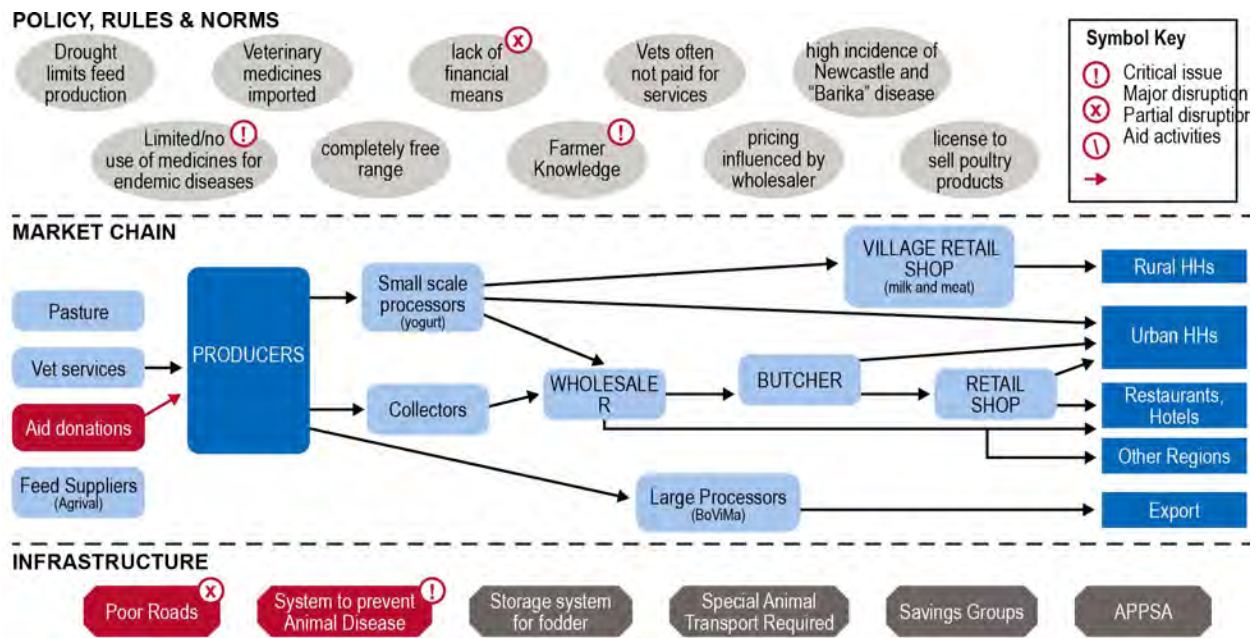 POLICY, RULES & NORMS
Drought
limits feed
production
Veterinary
medicines
imported
lack of
financial
means
x
Vets often
not paid for
services
high incidence of
Newcastle and
“Barika” disease
Limited/no
use of medicines for
endemic diseases
!
completely free
range
Farmer
Knowledge
!
pricing
influenced by
wholesaler
license to
sell poultry
products
Symbol Key
! Critical issue
Major disruption
x Partial disruption
\ Aid activities
MARKET CHAIN
Pasture
Vet services
Aid donations
Feed Suppliers
(Agrival)
PRODUCERS
Small scale
processors
(yogurt)
Collectors
WHOLESALE
R
Large Processors
(BoViMa)
BUTCHER
VILLAGE RETAIL
SHOP
(milk and meat)
RETAIL
SHOP
Rural HHs
Urban HHs
Restaurants,
Hotels
Other Regions
Export
INFRASTRUCTURE
Poor Roads
x
System to prevent
Animal Disease
!
Storage system
for fodder
Special Animal
Transport Required
Savings Groups
APPSA